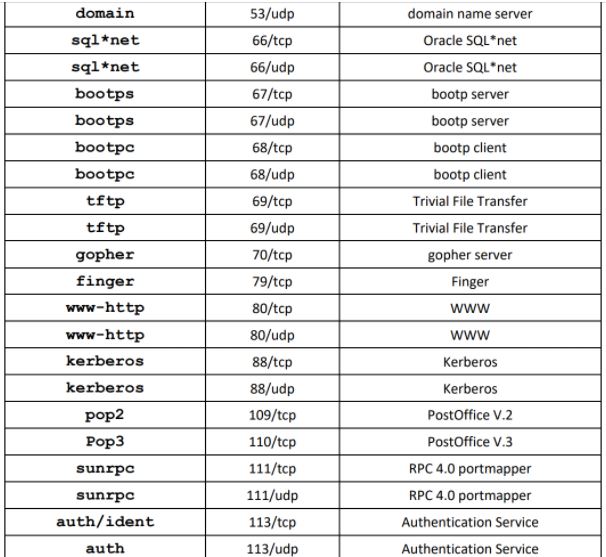 domain 53/udp domain name server
sql*net 66/tcp Oracle SQL*net
sql*net 66/udp Oracle SQL*net
bootps 67/tcp bootp server
bootps 67/udp bootp server
bootpc 68/tcp bootp client
bootpc 68/udp bootp client
tftp 69/tcp Trivial File Transfer
tftp 69/udp Trivial File Transfer
gopher 70/tcp gopher server
finger 79/tcp Finger
www-http 80/tcp WWW
www-http 80/udp WWW
kerberos 88/tcp Kerberos
kerberos 88/udp Kerberos
pop2 109/tcp PostOffice V.2
Pop3 110/tcp PostOffice V.3
sunrpc 111/tcp RPC 4.0 portmapper
sunrpc 111/udp RPC 4.0 portmapper
auth/ident 113/tcp Authentication Service
auth 113/udp Authentication Service